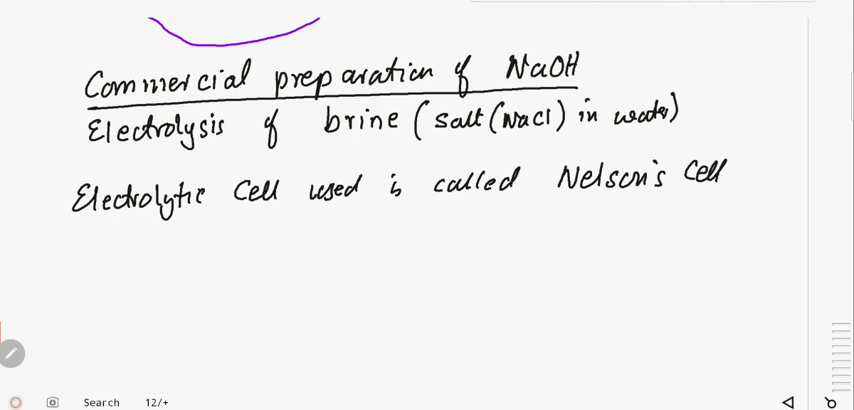 Commercial preparation of NaOH
Electrolysis of brine (salt (NaCl) in water)
Electrolytic cell used is called Nelson's cell
Search 12/+